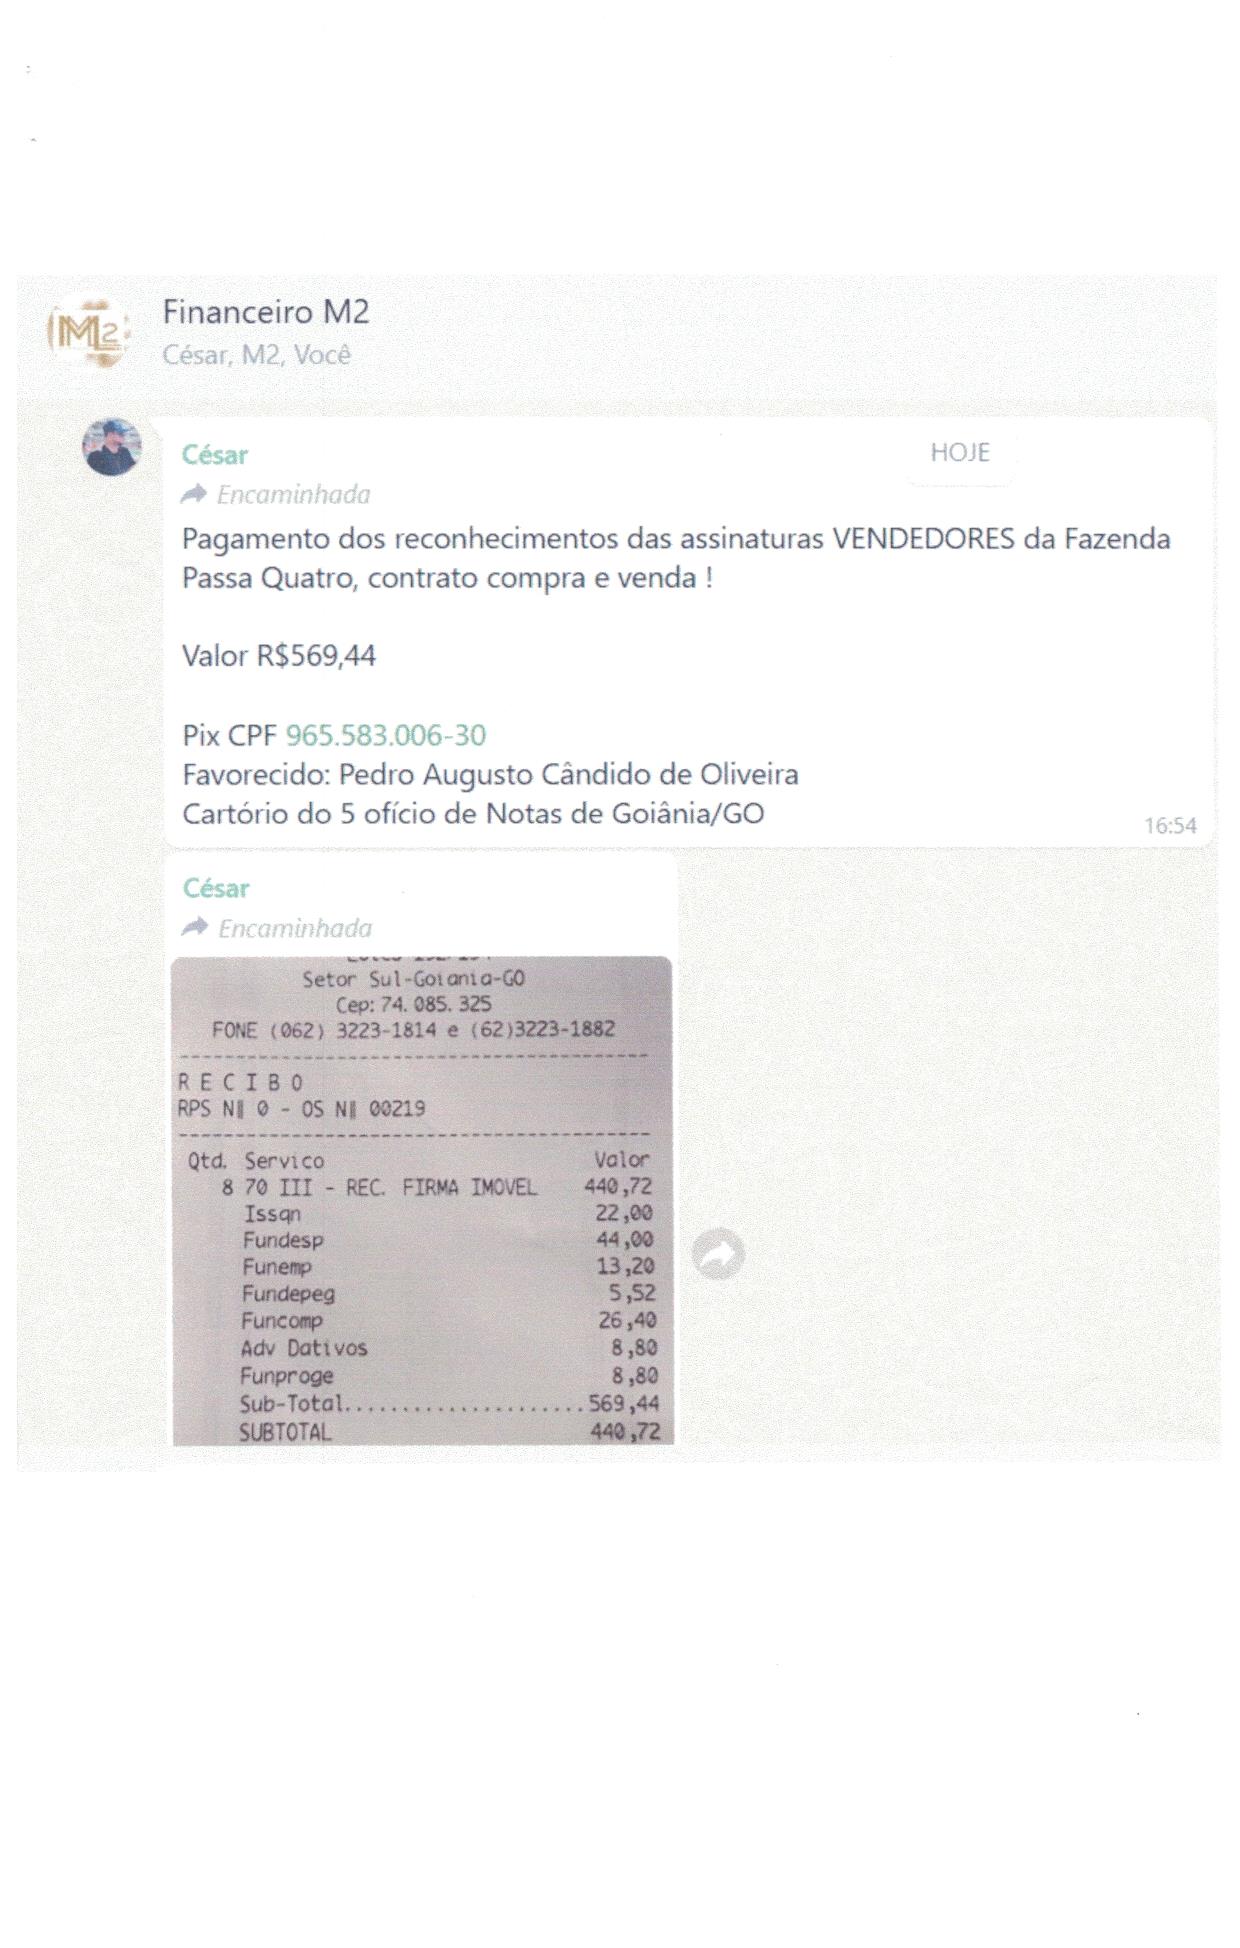 M2
Financeiro M2
César, M2, Você
César
HOJE
Encaminhada
Pagamento dos reconhecimentos das assinaturas VENDEDORES da Fazenda
Passa Quatro, contrato compra e venda !
Valor R$569,44
Pix CPF 965.583.006-30
Favorecido: Pedro Augusto Cândido de Oliveira
Cartório do 5 ofício de Notas de Goiânia/GO
16:54
César
Encaminhada
Setor Sul-Goiania-GO
Cep: 74. 085. 325
FONE (062) 3223-1814 e (62)3223-1882
R E C I B O
RPS N 0 - OS N 00219
Qtd. Servico Valor
8 70 III - REC. FIRMA IMOVEL 440,72
Issqn 22,00
Fundesp 44,00
Funemp 13,20
Fundepeg 5,52
Funcomp 26,40
Adv Dativos 8,80
Funproge 8,80
Sub-Total.....................569,44
SUBTOTAL 440,72